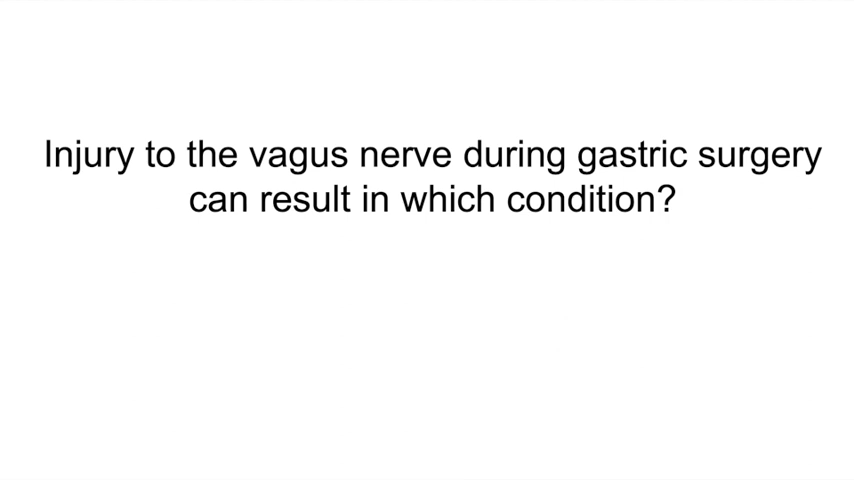 Injury to the vagus nerve during gastric surgery
can result in which condition?